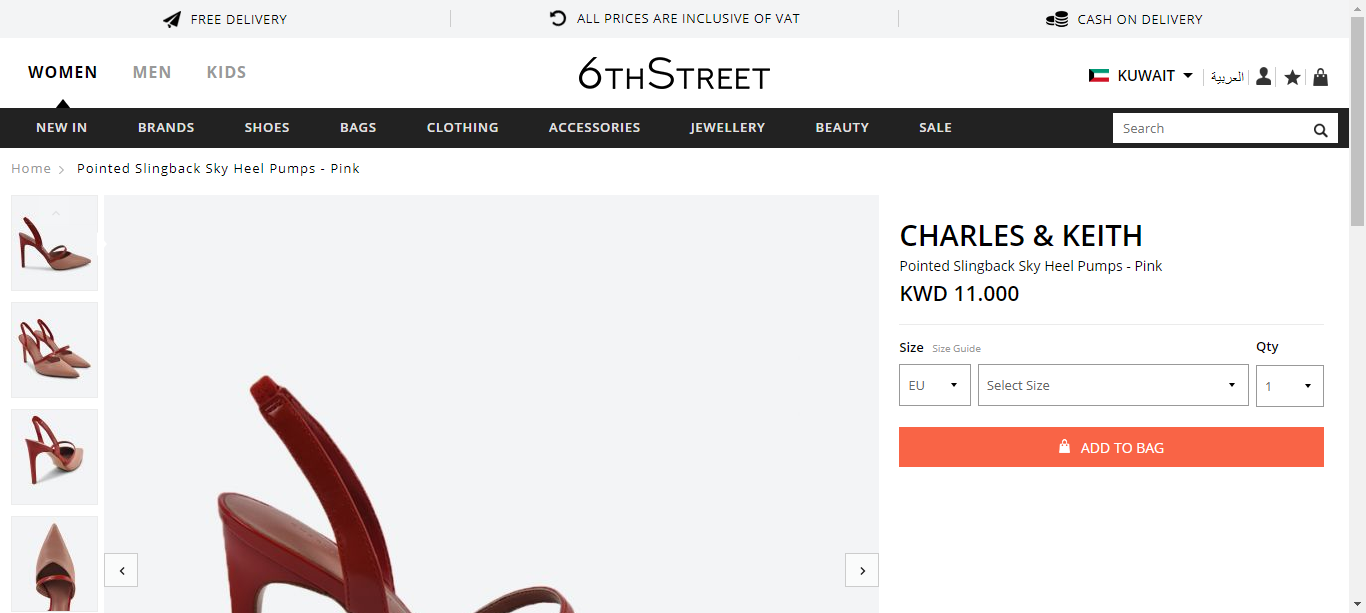 FREE DELIVERY
ALL PRICES ARE INCLUSIVE OF VAT
CASH ON DELIVERY
WOMEN MEN KIDS
6THSTREET
KUWAIT
العربية
NEW IN BRANDS SHOES BAGS CLOTHING ACCESSORIES JEWELLERY BEAUTY SALE
Search
Home > Pointed Slingback Sky Heel Pumps - Pink
CHARLES & KEITH
Pointed Slingback Sky Heel Pumps - Pink
KWD 11.000
Size Size Guide Qty
EU Select Size 1
ADD TO BAG